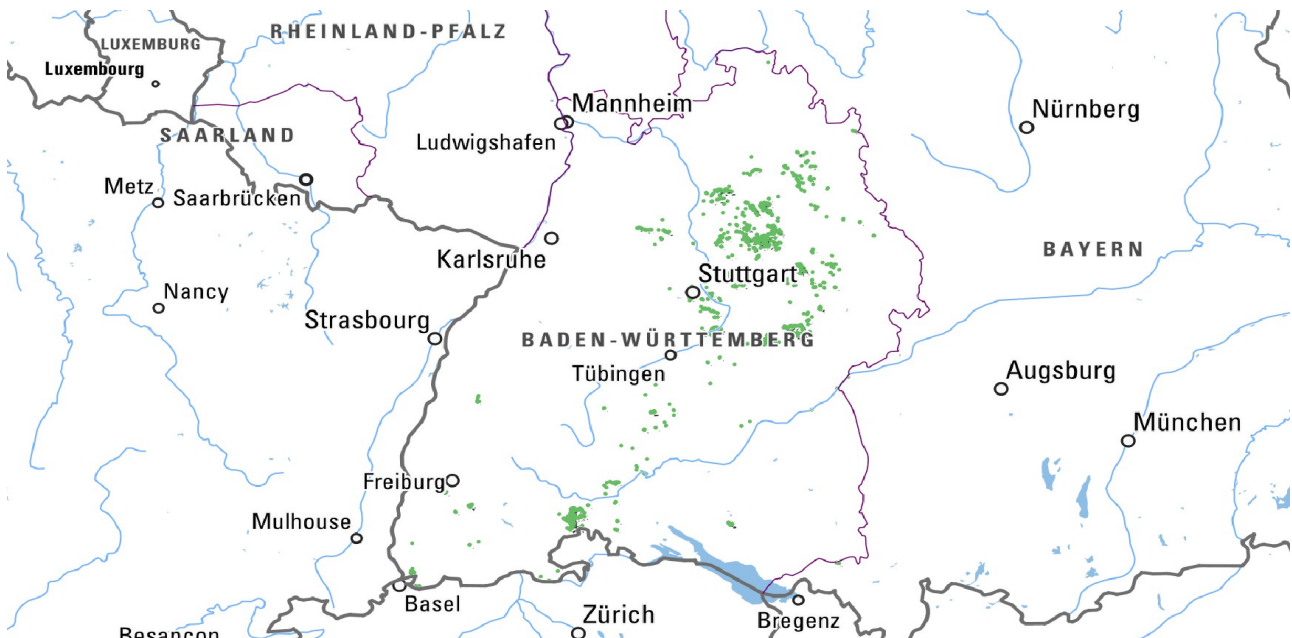 RHEINLAND-PFALZ
LUXEMBURG
Luxembourg
Mannheim
Nürnberg
SAARLAND
Ludwigshafen
Metz
Saarbrücken
Karlsruhe
BAYERN
Stuttgart
Nancy
Strasbourg
BADEN-WÜRTTEMBERG
Tübingen
Augsburg
München
Freiburg
Mulhouse
Basel
Zürich
Bregenz
Besançon